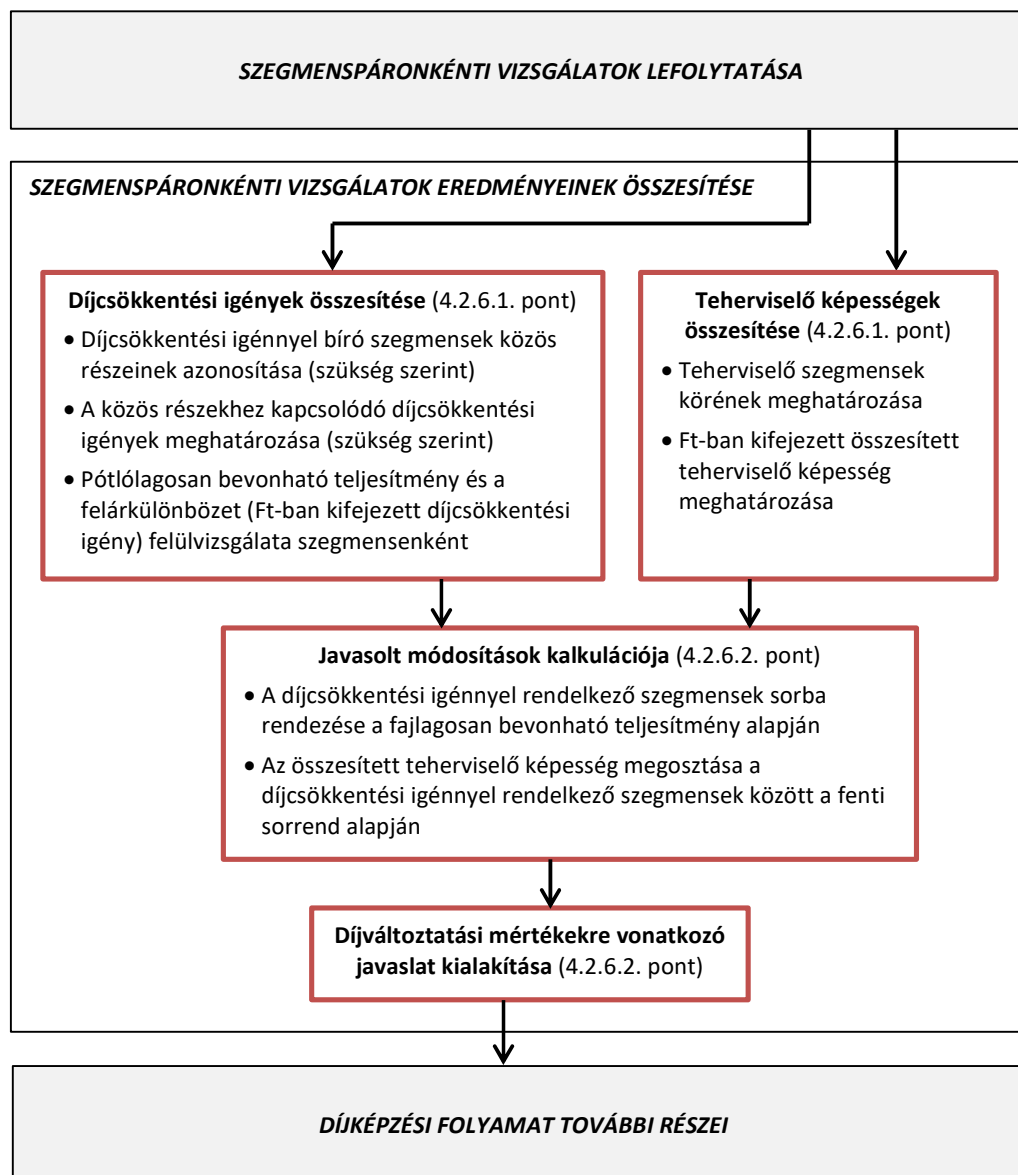 SZEGMENSPÁRONKÉNTI VIZSGÁLATOK LEFOLYTATÁSA
SZEGMENSPÁRONKÉNTI VIZSGÁLATOK EREDMÉNYEINEK ÖSSZESÍTÉSE
Díjcsökkentési igények összesítése (4.2.6.1. pont)
• Díjcsökkentési igénnyel bíró szegmensek közös
részeinek azonosítása (szükség szerint)
• A közös részekhez kapcsolódó díjcsökkentési
igények meghatározása (szükség szerint)
• Pótlólagosan bevonható teljesítmény és a
felárkülönbözet (Ft-ban kifejezett díjcsökkentési
igény) felülvizsgálata szegmensenként
Teherviselő képességek
összesítése (4.2.6.1. pont)
• Teherviselő szegmensek
körének meghatározása
• Ft-ban kifejezett összesített
teherviselő képesség
meghatározása
Javasolt módosítások kalkulációja (4.2.6.2. pont)
• A díjcsökkentési igénnyel rendelkező szegmensek sorba
rendezése a fajlagosan bevonható teljesítmény alapján
• Az összesített teherviselő képesség megosztása a
díjcsökkentési igénnyel rendelkező szegmensek között a fenti
sorrend alapján
Díjváltoztatási mértékekre vonatkozó
javaslat kialakítása (4.2.6.2. pont)
DÍJKÉPZÉSI FOLYAMAT TOVÁBBI RÉSZEI